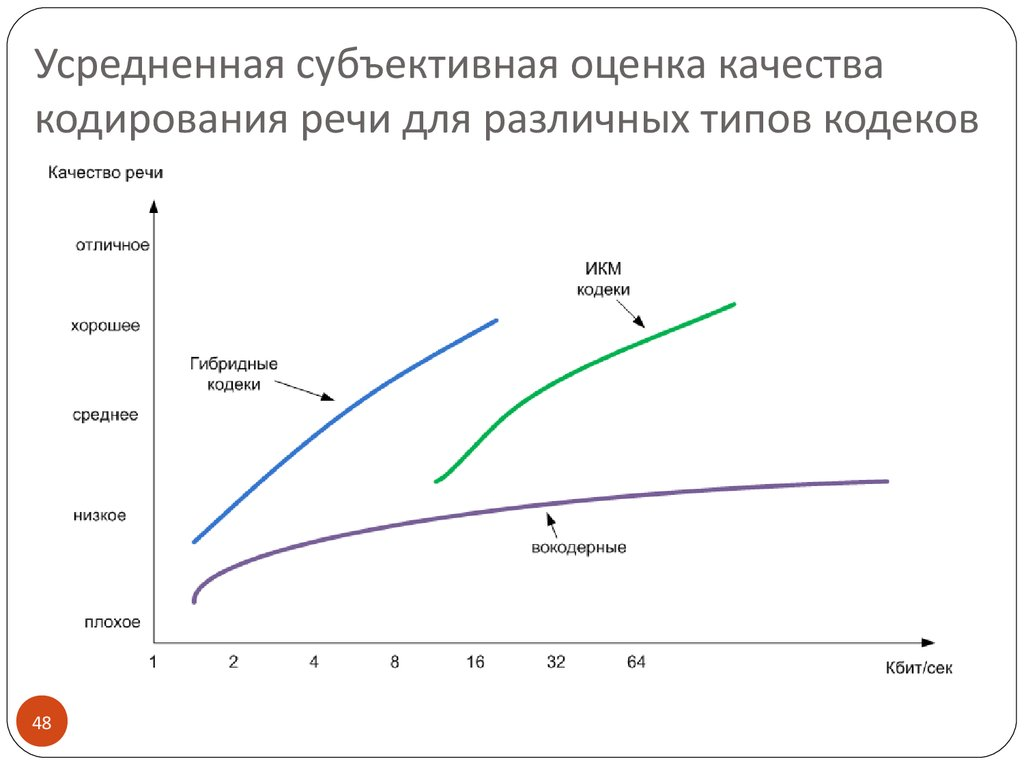 Усредненная субъективная оценка качества
кодирования речи для различных типов кодеков
Качество речи
отличное
хорошее
среднее
низкое
плохое
Гибридные
кодеки
ИКМ
кодеки
вокодерные
1 2 4 8 16 32 64
Кбит/сек
48